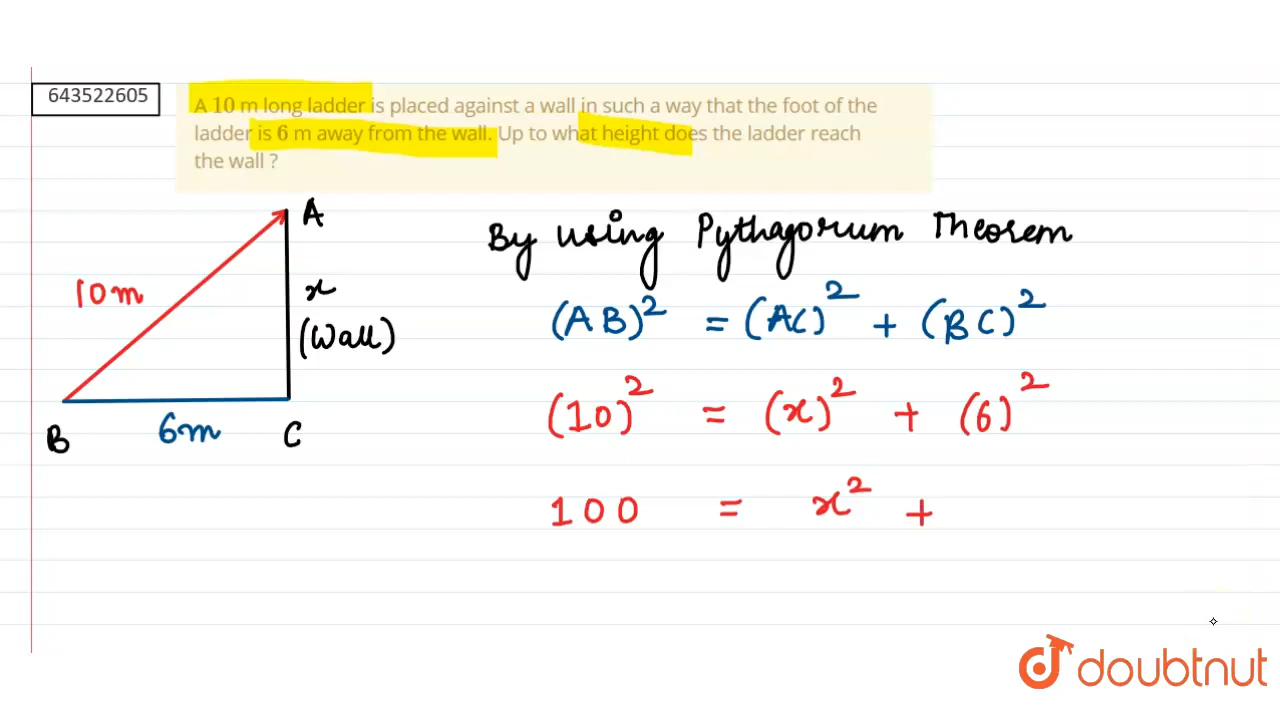 643522605
A 10 m long ladder is placed against a wall in such a way that the foot of the
ladder is 6 m away from the wall. Up to what height does the ladder reach
the wall ?
A
10m
x
(Wall)
B
6m
C
By using Pythagorum Theorem
(AB)² = (AC)² + (BC)²
(10)² = (x)² + (6)²
100 = x² +
doubtnut